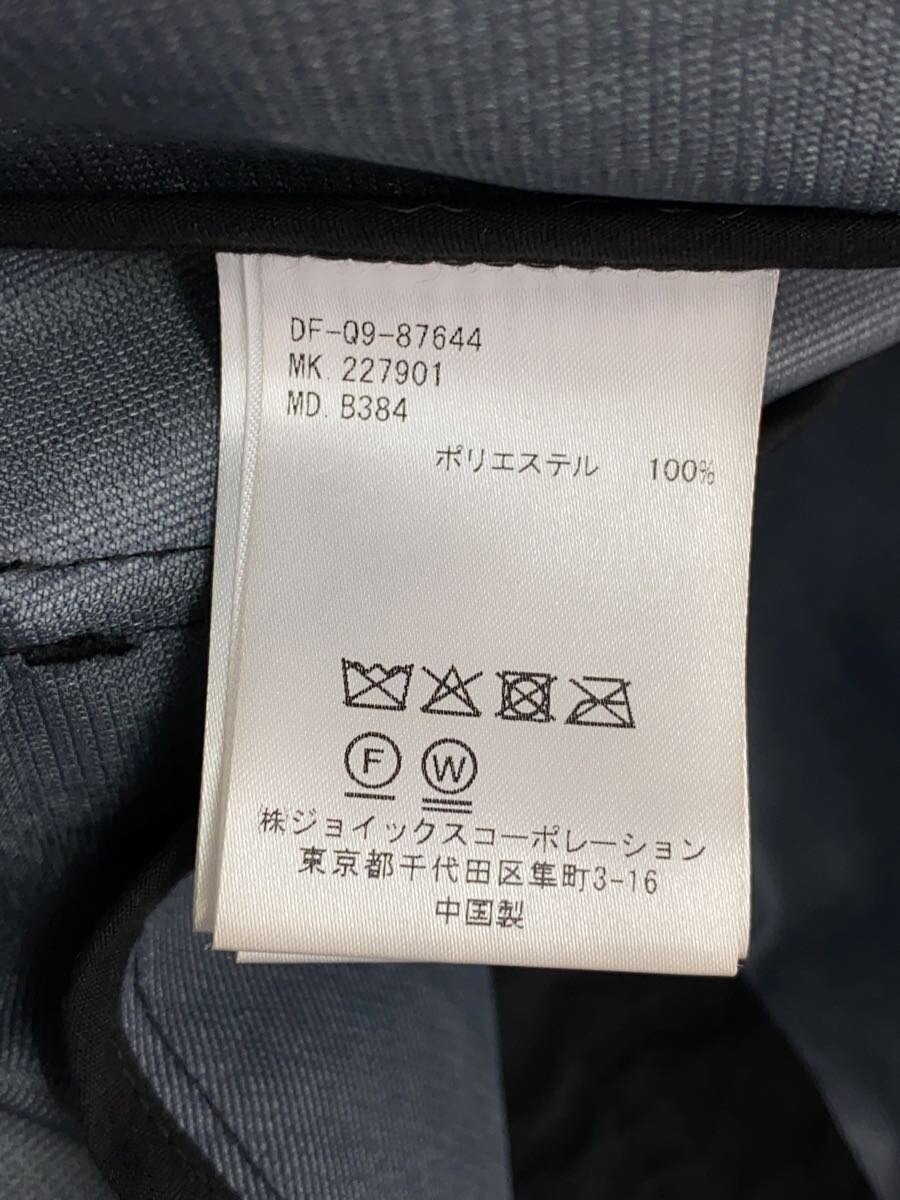 DF-Q9-87644
MK. 227901
MD. B384
ポリエステル 100%
F W
㈱ジョイックスコーポレーション
東京都千代田区隼町3-16
中国製